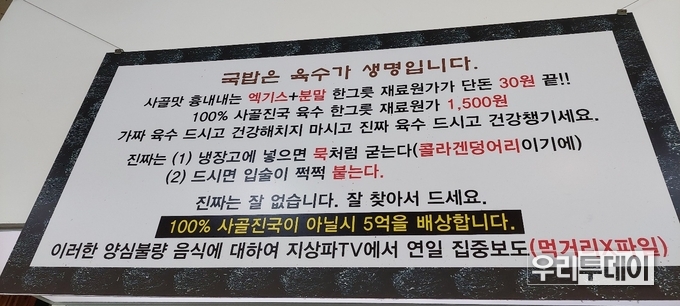 국밥은 육수가 생명입니다.
사골맛 흉내내는 엑기스+분말 한그릇 재료원가가 단돈 30원 끝!!
100% 사골진국 육수 한그릇 재료원가 1,500원
가짜 육수 드시고 건강해치지 마시고 진짜 육수 드시고 건강챙기세요.
진짜는 (1) 냉장고에 넣으면 묵처럼 굳는다(콜라겐덩어리이기에)
(2) 드시면 입술이 쩍쩍 붙는다.
진짜는 잘 없습니다. 잘 찾아서 드세요.
100% 사골진국이 아닐시 5억을 배상합니다.
이러한 양심불량 음식에 대하여 지상파TV에서 연일 집중보도(먹거리X파일)
우리투데이